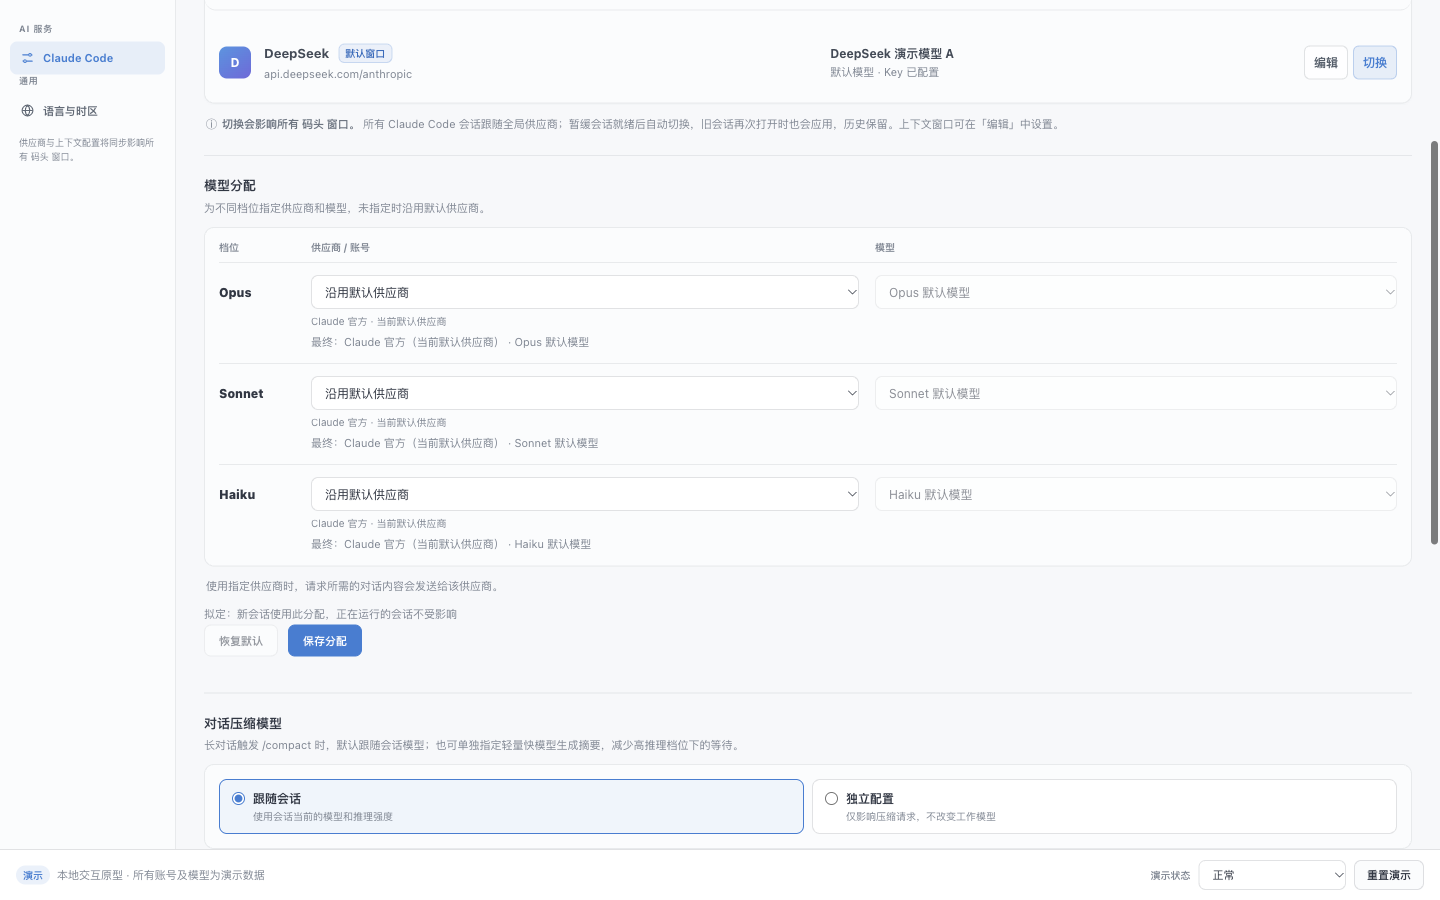 AI 服务
Claude Code
通用
语言与时区
供应商与上下文配置将同步影响所
有 码头 窗口。
D
DeepSeek 默认窗口
api.deepseek.com/anthropic
DeepSeek 演示模型 A
默认模型 · Key 已配置
编辑
切换
切换会影响所有 码头 窗口。 所有 Claude Code 会话跟随全局供应商；暂缓会话就绪后自动切换，旧会话再次打开时也会应用，历史保留。上下文窗口可在「编辑」中设置。
模型分配
为不同档位指定供应商和模型，未指定时沿用默认供应商。
档位 供应商 / 账号 模型
Opus 沿用默认供应商 Opus 默认模型
Claude 官方 · 当前默认供应商
最终：Claude 官方（当前默认供应商） · Opus 默认模型
Sonnet 沿用默认供应商 Sonnet 默认模型
Claude 官方 · 当前默认供应商
最终：Claude 官方（当前默认供应商） · Sonnet 默认模型
Haiku 沿用默认供应商 Haiku 默认模型
Claude 官方 · 当前默认供应商
最终：Claude 官方（当前默认供应商） · Haiku 默认模型
使用指定供应商时，请求所需的对话内容会发送给该供应商。
拟定：新会话使用此分配，正在运行的会话不受影响
恢复默认 保存分配
对话压缩模型
长对话触发 /compact 时，默认跟随会话模型；也可单独指定轻量快模型生成摘要，减少高推理档位下的等待。
跟随会话
使用会话当前的模型和推理强度
独立配置
仅影响压缩请求，不改变工作模型
演示 本地交互原型 · 所有账号及模型为演示数据
演示状态 正常 重置演示